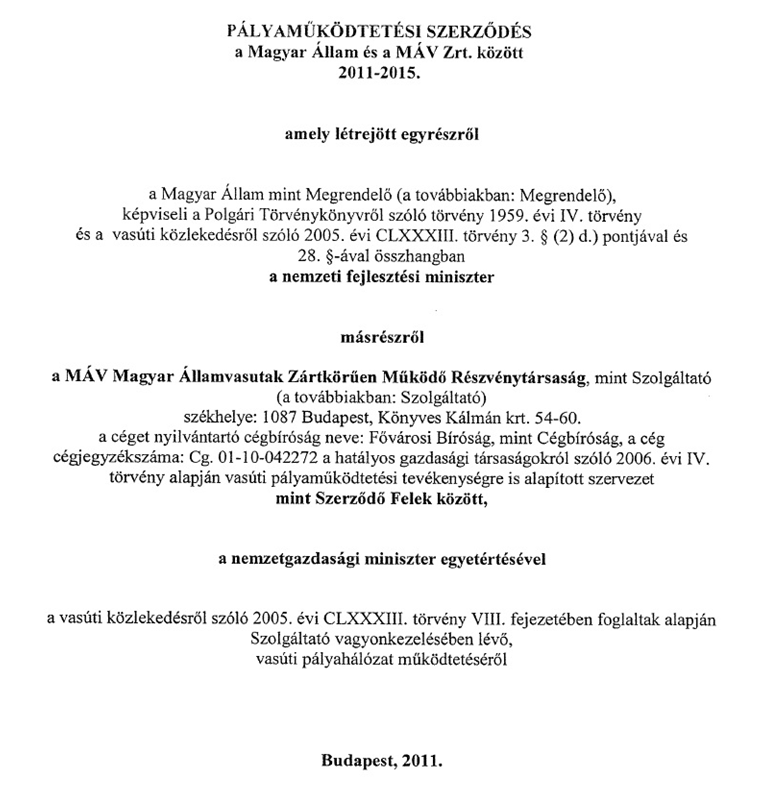 PÁLYAMŰKÖDTETÉSI SZERZŐDÉS
a Magyar Állam és a MÁV Zrt. között
2011-2015.
amely létrejött egyrészről
a Magyar Állam mint Megrendelő (a továbbiakban: Megrendelő),
képviseli a Polgári Törvénykönyvről szóló törvény 1959. évi IV. törvény
és a vasúti közlekedésről szóló 2005. évi CLXXXIII. törvény 3. § (2) d.) pontjával és
28. §-ával összhangban
a nemzeti fejlesztési miniszter
másrészről
a MÁV Magyar Államvasutak Zártkörűen Működő Részvénytársaság, mint Szolgáltató
(a továbbiakban: Szolgáltató)
székhelye: 1087 Budapest, Könyves Kálmán krt. 54-60.
a céget nyilvántartó cégbíróság neve: Fővárosi Bíróság, mint Cégbíróság, a cég
cégjegyzékszáma: Cg. 01-10-042272 a hatályos gazdasági társaságokról szóló 2006. évi IV.
törvény alapján vasúti pályaműködtetési tevékenységre is alapított szervezet
mint Szerződő Felek között,
a nemzetgazdasági miniszter egyetértésével
a vasúti közlekedésről szóló 2005. évi CLXXXIII. törvény VIII. fejezetében foglaltak alapján
Szolgáltató vagyonkezelésében lévő,
vasúti pályahálózat működtetéséről
Budapest, 2011.